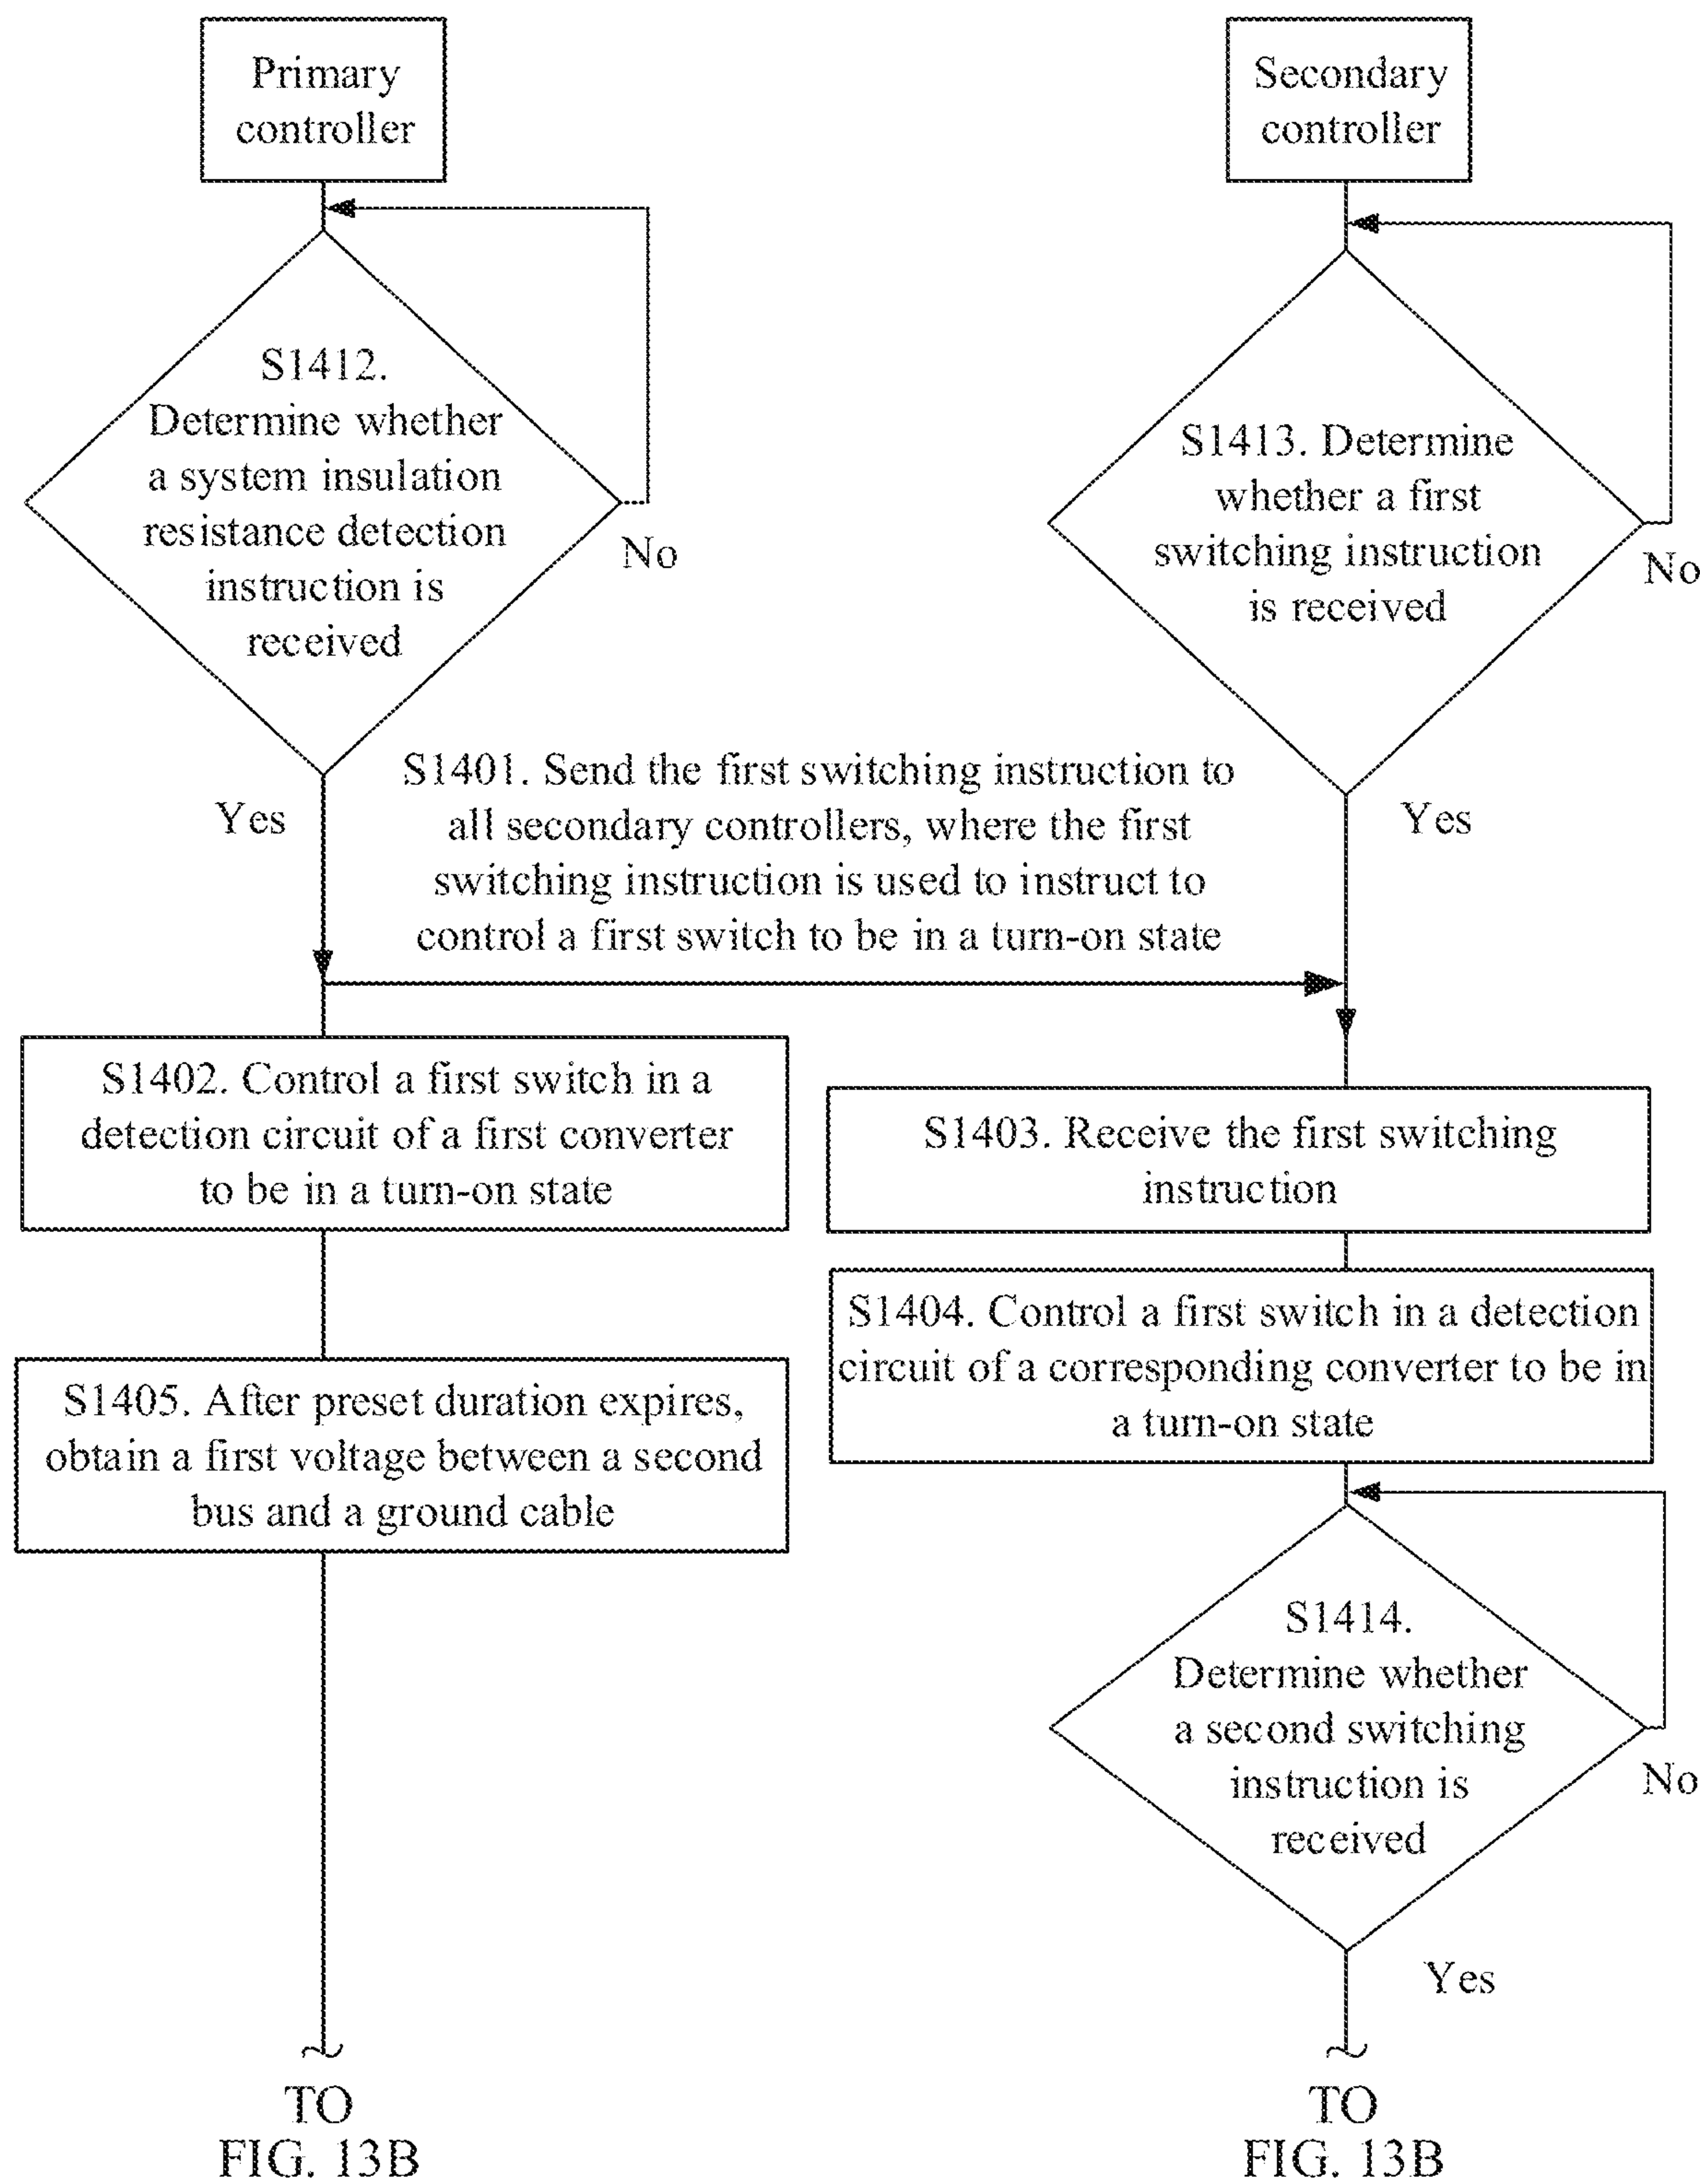 Primary
controller
S1412.
Determine whether
a system insulation
resistance detection
instruction is
received
No
Yes
Secondary
controller
S1413. Determine
whether a first
switching instruction
is received
No
Yes
S1401. Send the first switching instruction to
all secondary controllers, where the first
switching instruction is used to instruct to
control a first switch to be in a turn-on state
S1402. Control a first switch in a
detection circuit of a first converter
to be in a turn-on state
S1403. Receive the first switching
instruction
S1404. Control a first switch in a detection
circuit of a corresponding converter to be in
a turn-on state
S1405. After preset duration expires,
obtain a first voltage between a second
bus and a ground cable
S1414.
Determine whether
a second switching
instruction is
received
No
Yes
TO
FIG. 13B
TO
FIG. 13B